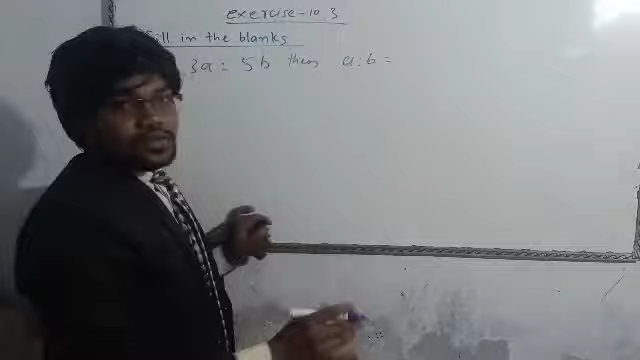 exercise-10.3
Fill in the blanks
3a = 5b then a:b =